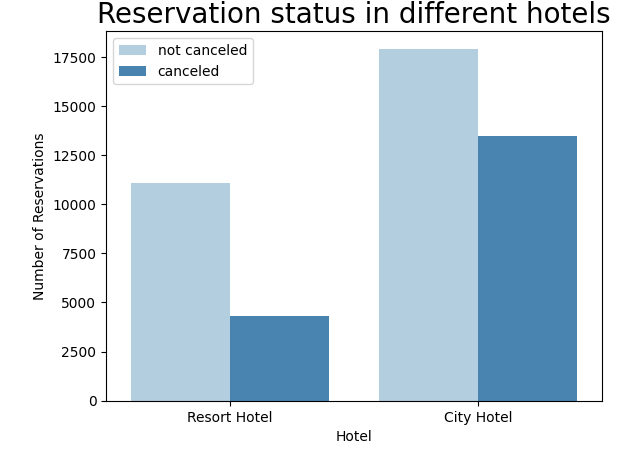 Reservation status in different hotels
not canceled
canceled
17500
15000
12500
10000
7500
5000
2500
0
Number of Reservations
Resort Hotel
City Hotel
Hotel